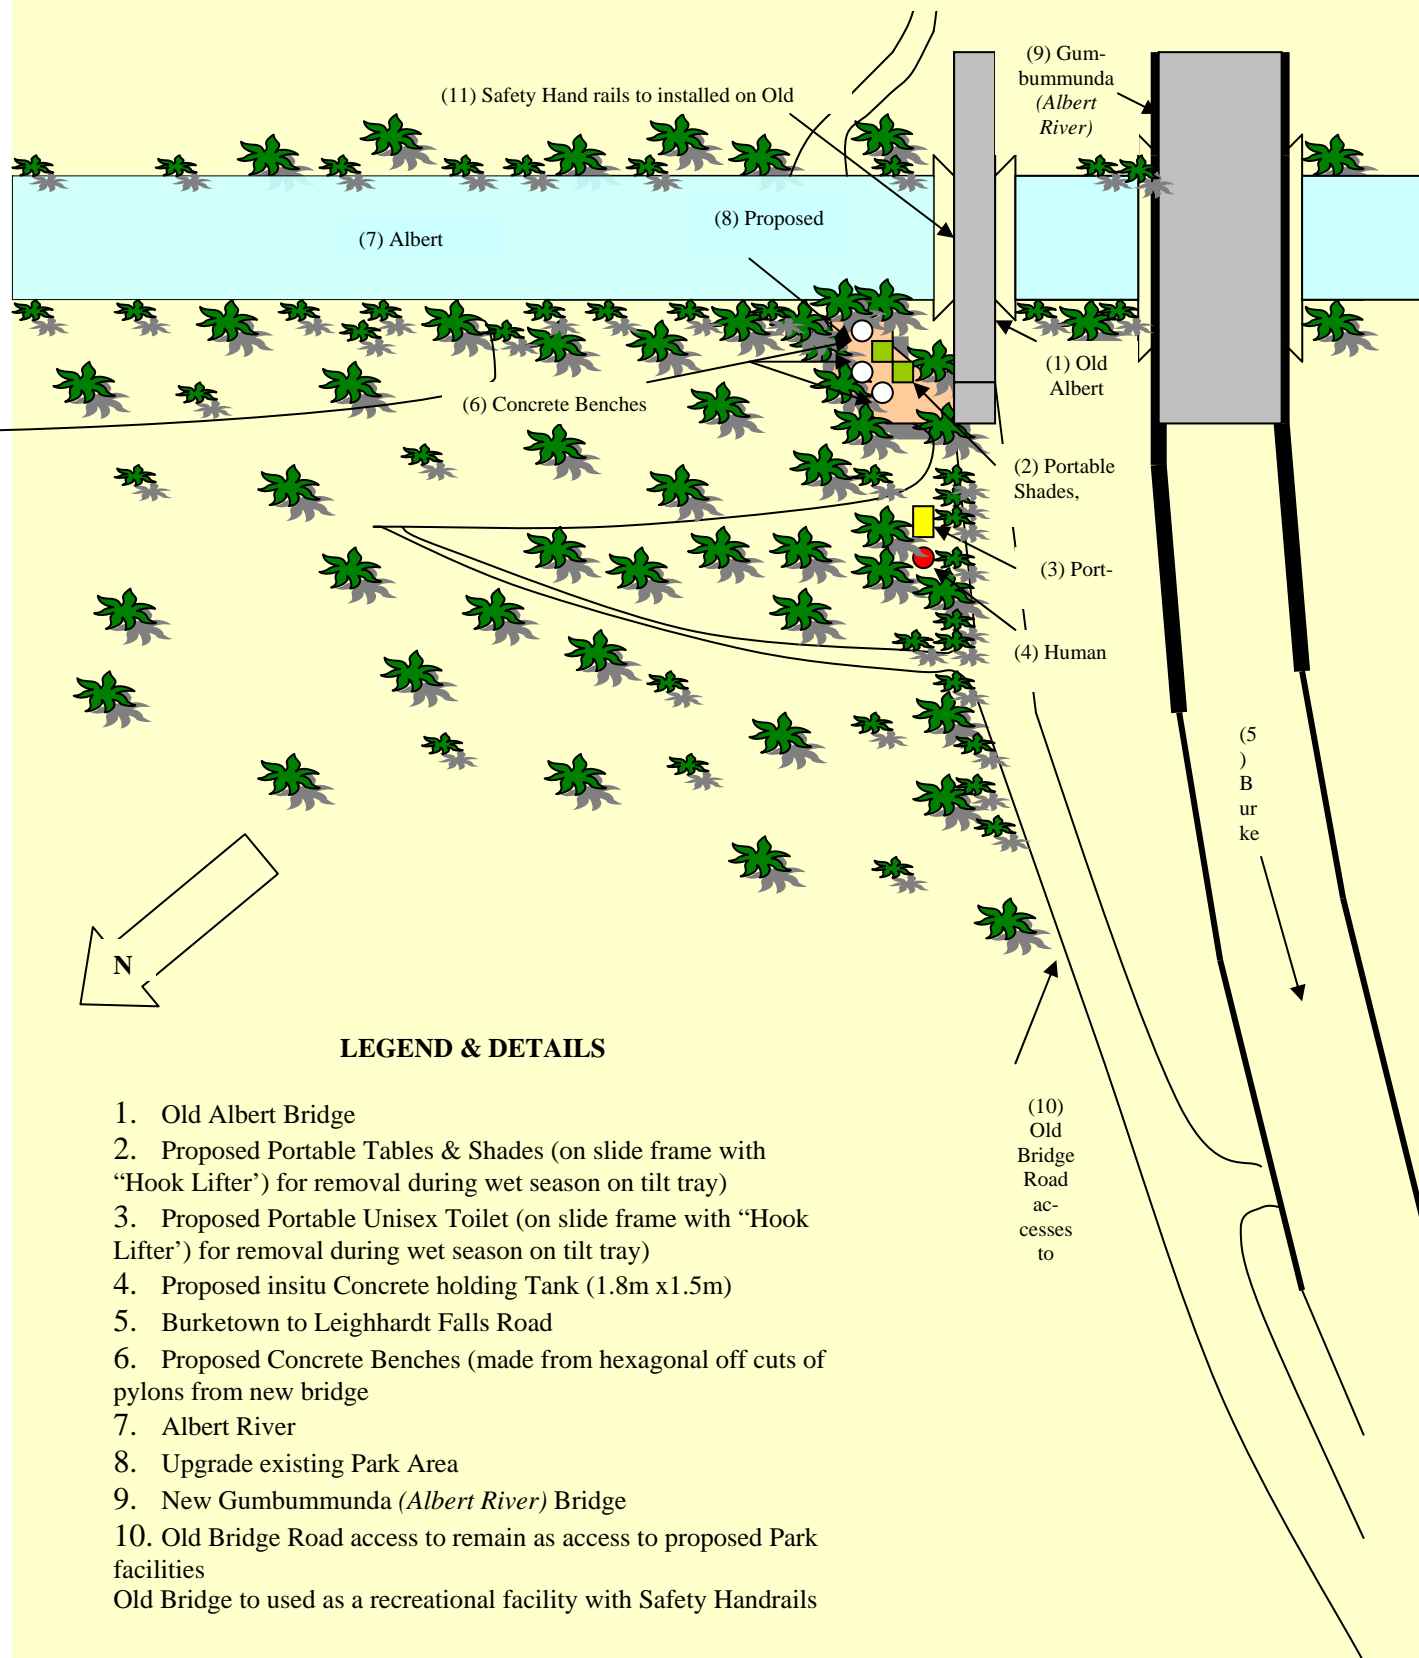 (9) Gum-
bummunda
(Albert
River)
(11) Safety Hand rails to installed on Old
(8) Proposed
(7) Albert
(1) Old
Albert
(6) Concrete Benches
(2) Portable
Shades,
(3) Port-
(4) Human
(5
)
B
ur
ke
N
LEGEND & DETAILS
1. Old Albert Bridge
2. Proposed Portable Tables & Shades (on slide frame with
“Hook Lifter’) for removal during wet season on tilt tray)
3. Proposed Portable Unisex Toilet (on slide frame with “Hook
Lifter’) for removal during wet season on tilt tray)
4. Proposed insitu Concrete holding Tank (1.8m x1.5m)
5. Burketown to Leighhardt Falls Road
6. Proposed Concrete Benches (made from hexagonal off cuts of
pylons from new bridge
7. Albert River
8. Upgrade existing Park Area
9. New Gumbummunda (Albert River) Bridge
10. Old Bridge Road access to remain as access to proposed Park
facilities
Old Bridge to used as a recreational facility with Safety Handrails
(10)
Old
Bridge
Road
ac-
cesses
to